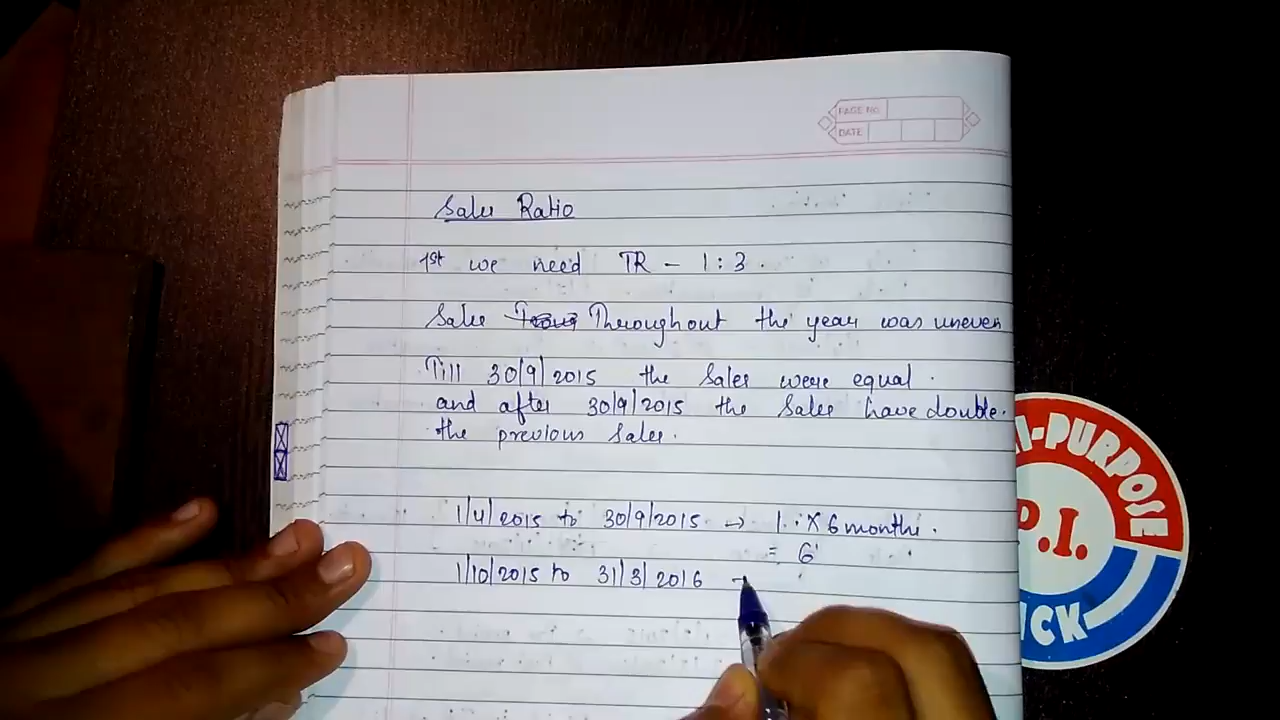 PAGE NO.
DATE
Sales Ratio
1st we need TR - 1:3.
Sales Throughout the year was uneven
Till 30/9/2015 the Sales were equal.
and after 30/9/2015 the Sales have double.
the previous Sales.
1/4/2015 to 30/9/2015 → 1 × 6 months.
= 6
1/10/2015 to 31/3/2016 →
I-PURPOSE
P.I.
ICK